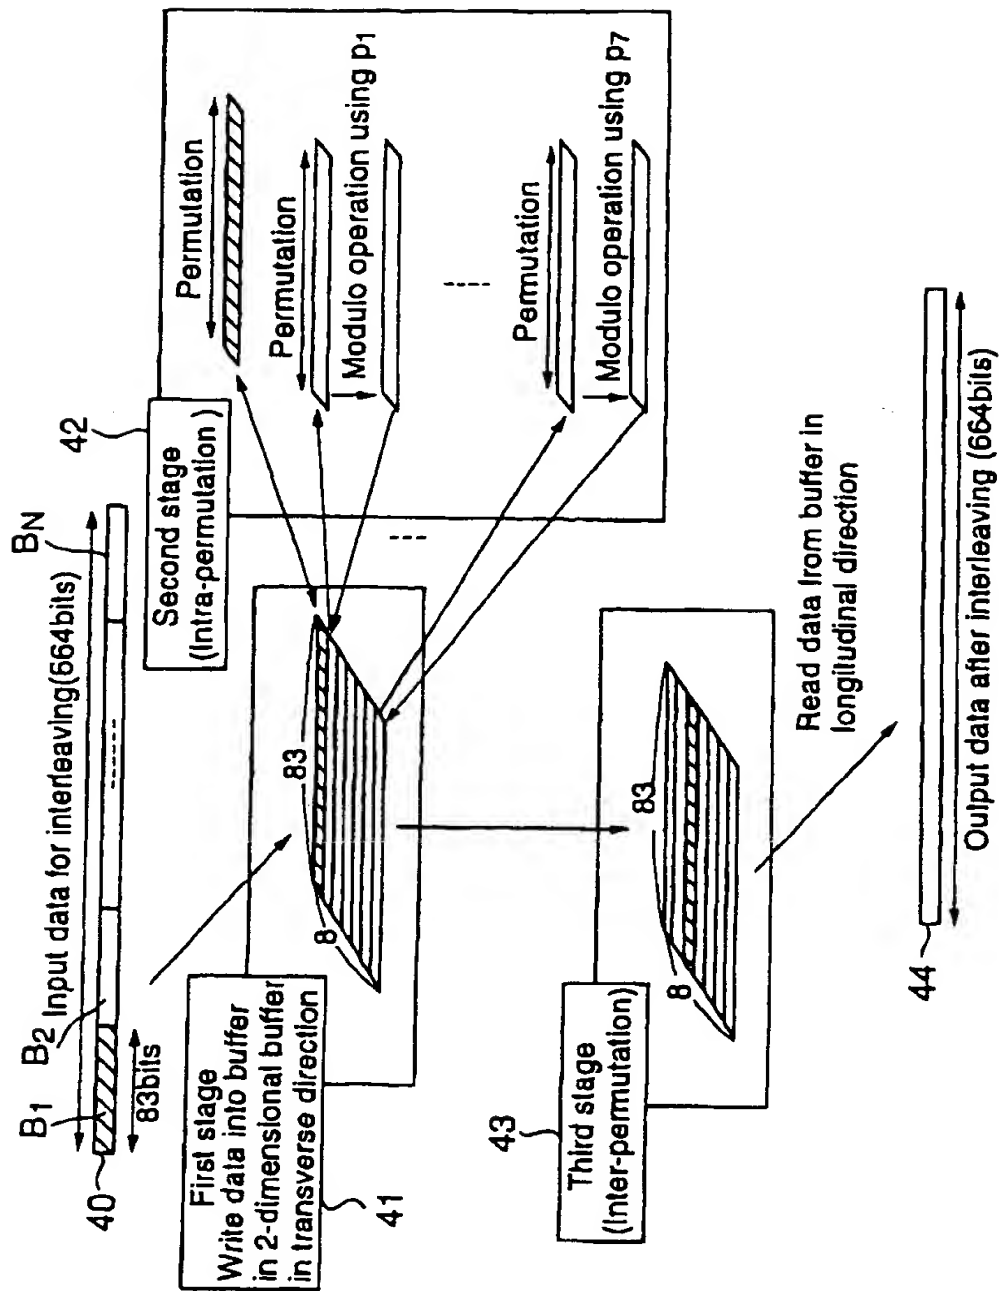 40
B1
B2
BN
Input data for interleaving(664bits)
83bits
First stage
Write data into buffer
in 2-dimensional buffer
in transverse direction
41
83
8
42
Second stage
(Intra-permutation)
Permutation
Permutation
Modulo operation using p1
Permutation
Modulo operation using p7
43
Third stage
(Inter-permutation)
83
8
Read data from buffer in
longitudinal direction
44
Output data after interleaving (664bits)